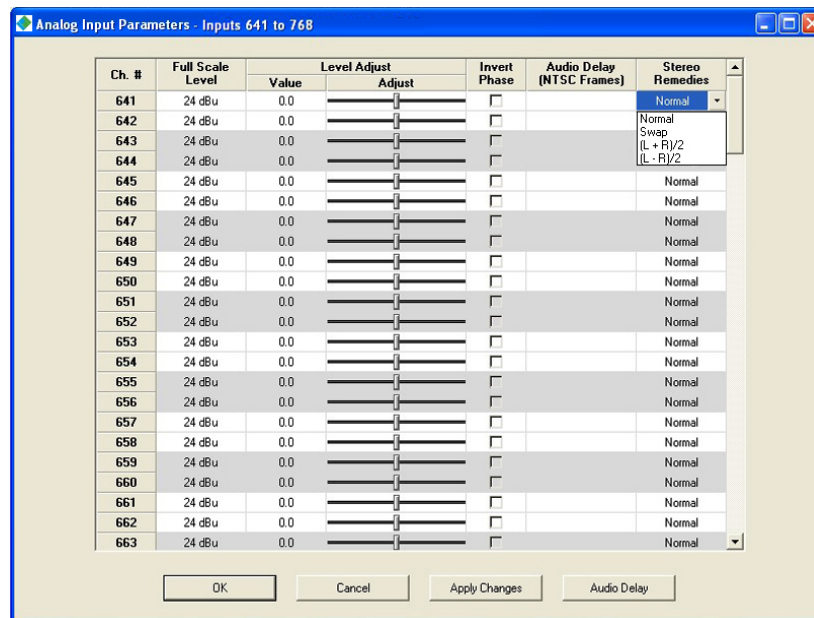 Analog Input Parameters - Inputs 641 to 768
Ch. # Full Scale Level Level Adjust Value Adjust Invert Phase Audio Delay (NTSC Frames) Stereo Remedies
641 24 dBu 0.0 Normal
642 24 dBu 0.0 Normal
643 24 dBu 0.0 Swap
(L + R)/2
644 24 dBu 0.0 (L - R)/2
645 24 dBu 0.0 Normal
646 24 dBu 0.0 Normal
647 24 dBu 0.0 Normal
648 24 dBu 0.0 Normal
649 24 dBu 0.0 Normal
650 24 dBu 0.0 Normal
651 24 dBu 0.0 Normal
652 24 dBu 0.0 Normal
653 24 dBu 0.0 Normal
654 24 dBu 0.0 Normal
655 24 dBu 0.0 Normal
656 24 dBu 0.0 Normal
657 24 dBu 0.0 Normal
658 24 dBu 0.0 Normal
659 24 dBu 0.0 Normal
660 24 dBu 0.0 Normal
661 24 dBu 0.0 Normal
662 24 dBu 0.0 Normal
663 24 dBu 0.0 Normal
OK Cancel Apply Changes Audio Delay